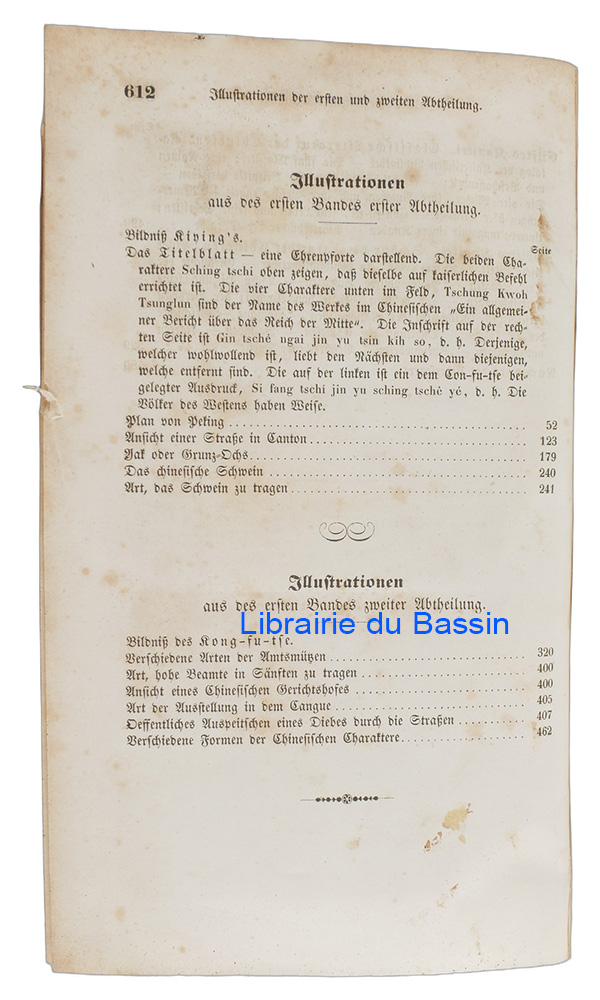 612
Illustrationen der ersten und zweiten Abtheilung.
Illustrationen
aus des ersten Bandes erster Abtheilung.
Bildniß Kiying's.
Seite
Das Titelblatt — eine Ehrenpforte darstellend. Die beiden Cha-
raktere Sching tschi oben zeigen, daß dieselbe auf kaiserlichen Befehl
errichtet ist. Die vier Charaktere unten im Feld, Tschung Kwoh
Tsunglun sind der Name des Werkes im Chinesischen „Ein allgemei-
ner Bericht über das Reich der Mitte“. Die Inschrift auf der rech-
ten Seite ist Gin tsché ngai jin yu tsin kih so, d. h. Derjenige,
welcher wohlwollend ist, liebt den Nächsten und dann diejenigen,
welche entfernt sind. Die auf der linken ist ein dem Con-fu-tse bei-
gelegter Ausdruck, Si fang tschi jin yu sching tsché yé, d. h. Die
Völker des Westens haben Weise.
Plan von Peking ........ 52
Ansicht einer Straße in Canton ........ 123
Yak oder Grunz-Ochs ........ 179
Das chinesische Schwein ........ 240
Art, das Schwein zu tragen ........ 241
Illustrationen
aus des ersten Bandes zweiter Abtheilung.
Librairie du Bassin
Bildniß des Kong-fu-tse.
Verschiedene Arten der Amtsmützen ........ 320
Art, hohe Beamte in Sänften zu tragen ........ 400
Ansicht eines Chinesischen Gerichtshofes ........ 400
Art der Ausstellung in dem Cangue ........ 405
Oeffentliches Auspeitschen eines Diebes durch die Straßen ........ 407
Verschiedene Formen der Chinesischen Charaktere ........ 462